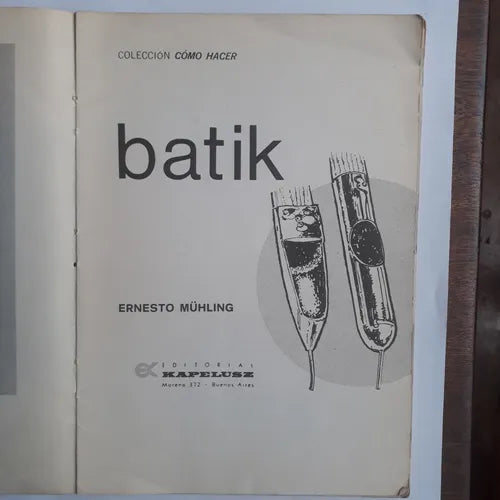 COLECCIÓN CÓMO HACER
batik
ERNESTO MÜHLING
EDITORIAL
KAPELUSZ
Moreno 372 - Buenos Aires